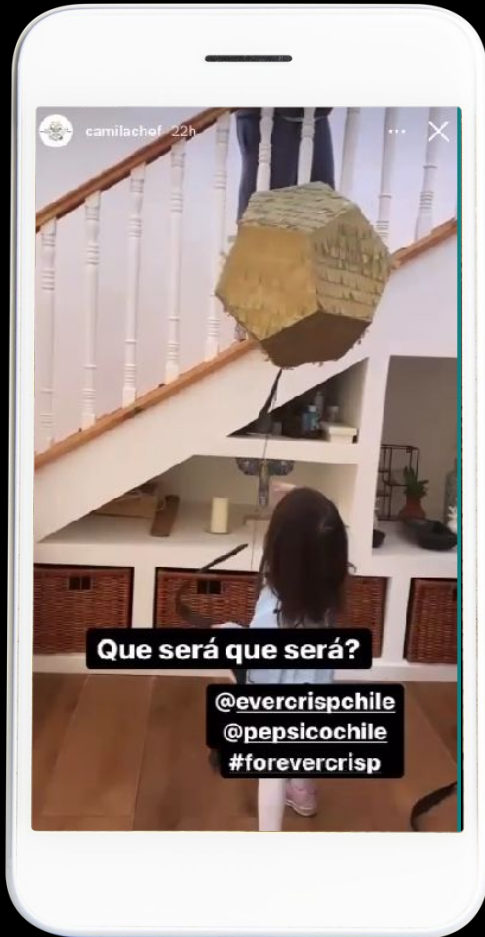 camilachef 22h
Que será que será?
@evercrispchile
@pepsicochile
#forevercrisp